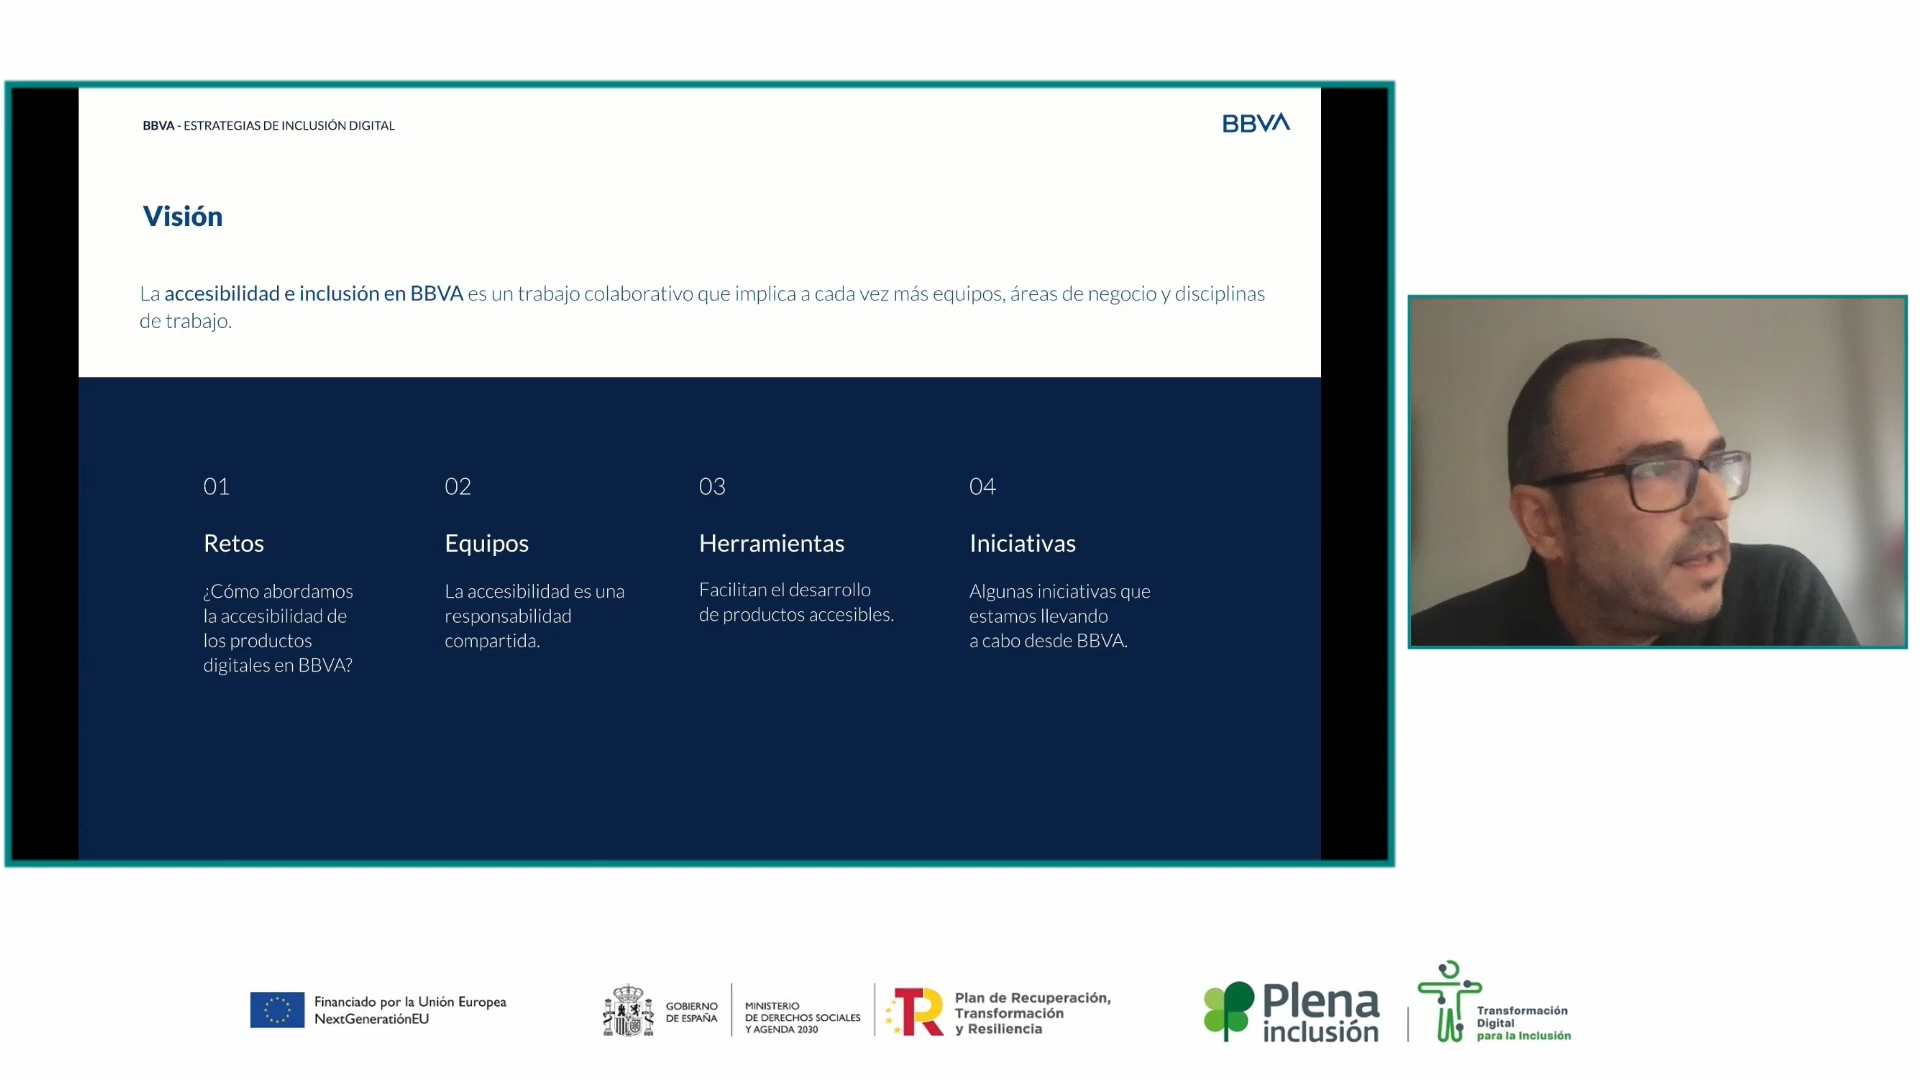 BBVA - ESTRATEGIAS DE INCLUSIÓN DIGITAL
BBVA
Visión
La accesibilidad e inclusión en BBVA es un trabajo colaborativo que implica a cada vez más equipos, áreas de negocio y disciplinas
de trabajo.
01
Retos
¿Cómo abordamos
la accesibilidad de
los productos
digitales en BBVA?
02
Equipos
La accesibilidad es una
responsabilidad
compartida.
03
Herramientas
Facilitan el desarrollo
de productos accesibles.
04
Iniciativas
Algunas iniciativas que
estamos llevando
a cabo desde BBVA.
Financiado por la Unión Europea
NextGenerationEU
GOBIERNO
DE ESPAÑA
MINISTERIO
DE DERECHOS SOCIALES
Y AGENDA 2030
TR
Plan de Recuperación,
Transformación
y Resiliencia
Plena
inclusión
Transformación
Digital
para la Inclusión